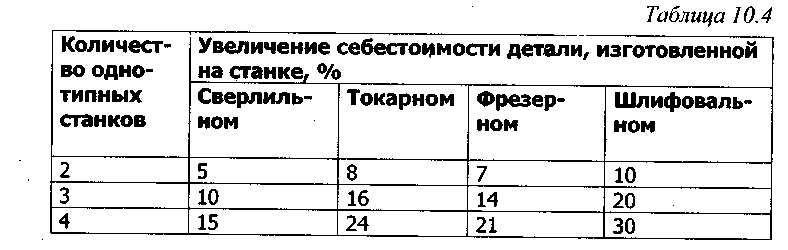 Таблица 10.4
Количест-
во одно-
типных
станков
Увеличение себестоимости детали, изготовленной
на станке, %
Сверлиль-
ном
Токарном
Фрезер-
ном
Шлифоваль-
ном
2 5 8 7 10
3 10 16 14 20
4 15 24 21 30